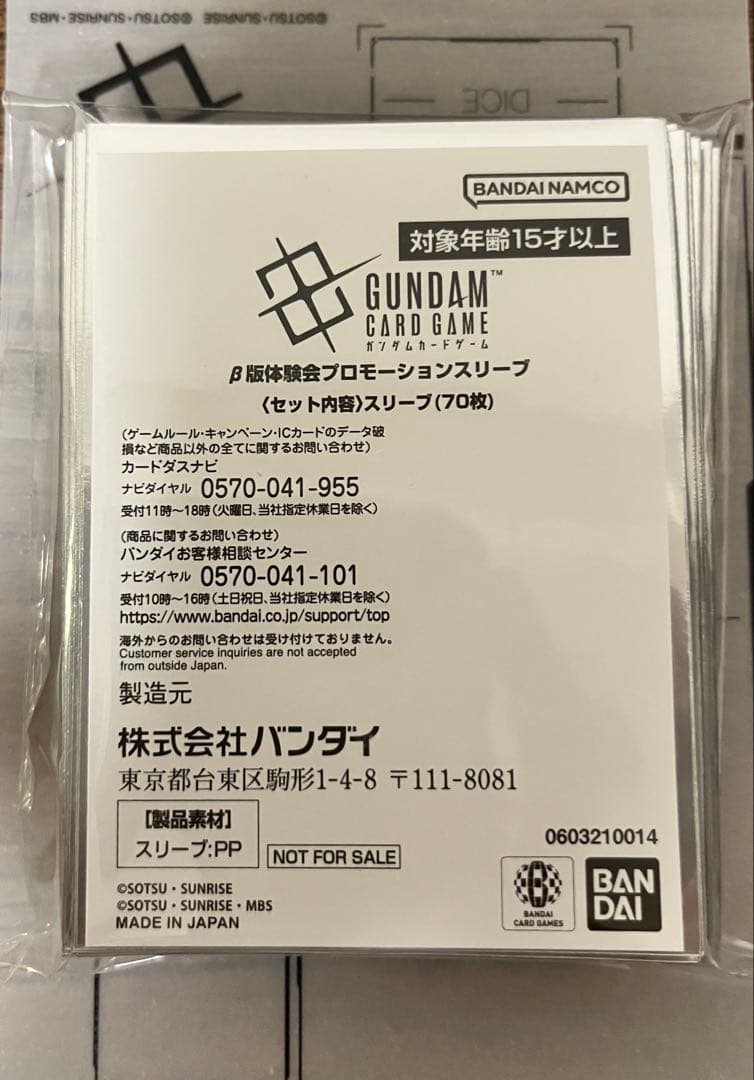 ©SOTSU・SUNRISE ©SOTSU・SUNRISE・MBS
DICE
BANDAI NAMCO
対象年齢15才以上
GUNDAM™
CARD GAME
ガンダムカードゲーム
β版体験会プロモーションスリーブ
〈セット内容〉スリーブ(70枚)
(ゲームルール・キャンペーン・ICカードのデータ破
損など商品以外の全てに関するお問い合わせ)
カードダスナビ
ナビダイヤル 0570-041-955
受付11時～18時(火曜日、当社指定休業日を除く)
(商品に関するお問い合わせ)
バンダイお客様相談センター
ナビダイヤル 0570-041-101
受付10時～16時(土日祝日、当社指定休業日を除く)
https://www.bandai.co.jp/support/top
海外からのお問い合わせは受け付けておりません。
Customer service inquiries are not accepted
from outside Japan.
製造元
株式会社バンダイ
東京都台東区駒形1-4-8 〒111-8081
[製品素材]
スリーブ:PP
NOT FOR SALE
0603210014
©SOTSU・SUNRISE
©SOTSU・SUNRISE・MBS
MADE IN JAPAN
B
BANDAI
CARD GAMES
BAN
DAI